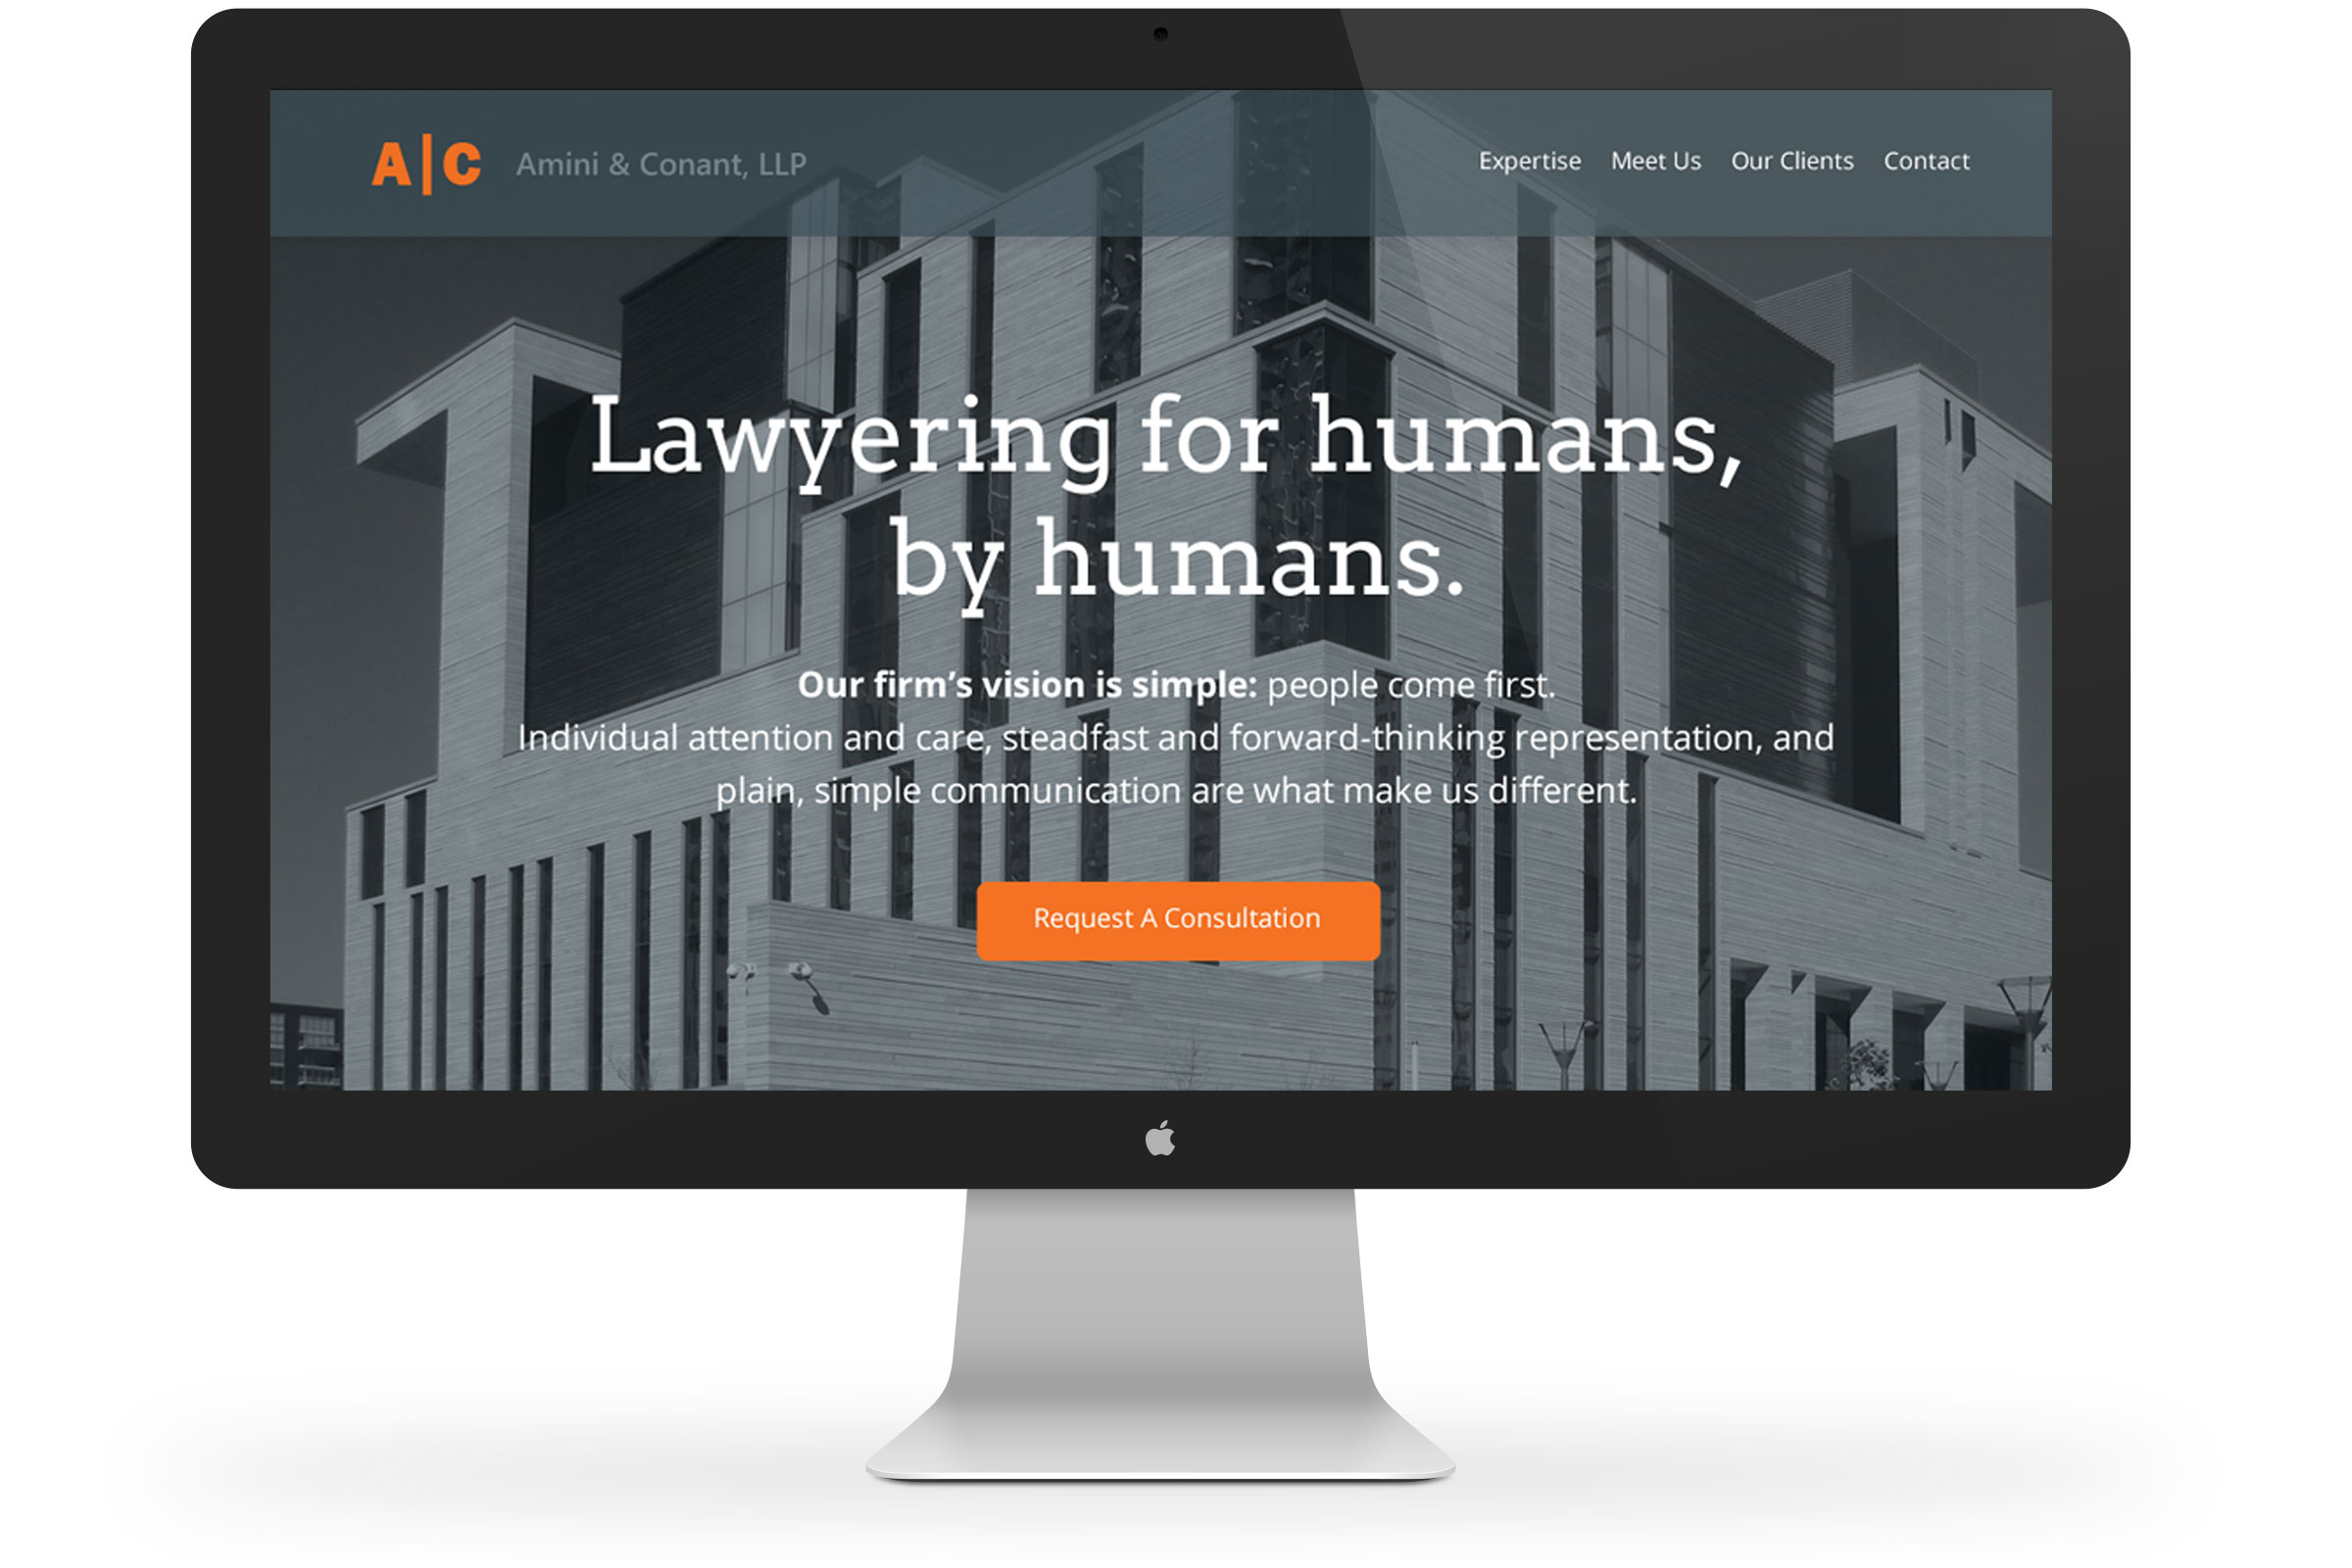 A|C Amini & Conant, LLP
Expertise Meet Us Our Clients Contact
Lawyering for humans,
by humans.
Our firm’s vision is simple: people come first.
Individual attention and care, steadfast and forward-thinking representation, and
plain, simple communication are what make us different.
Request A Consultation